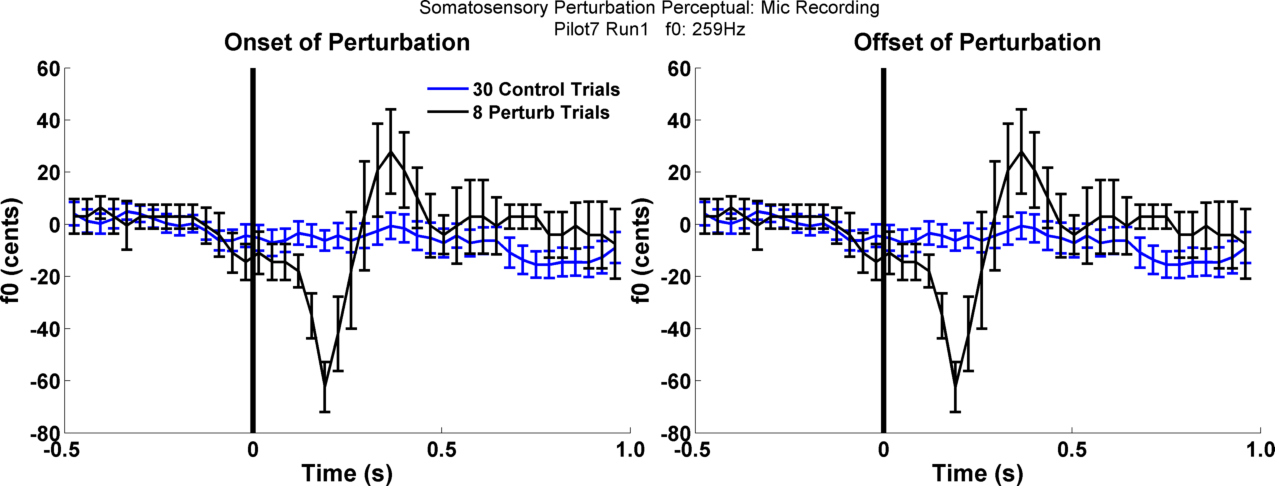 Somatosensory Perturbation Perceptual: Mic Recording
Pilot7 Run1 f0: 259Hz
Onset of Perturbation
60
40
20
0
-20
-40
-60
-80
f0 (cents)
30 Control Trials
8 Perturb Trials
-0.5 0 0.5 1.0
Time (s)
Offset of Perturbation
60
40
20
0
-20
-40
-60
-80
f0 (cents)
-0.5 0 0.5 1.0
Time (s)